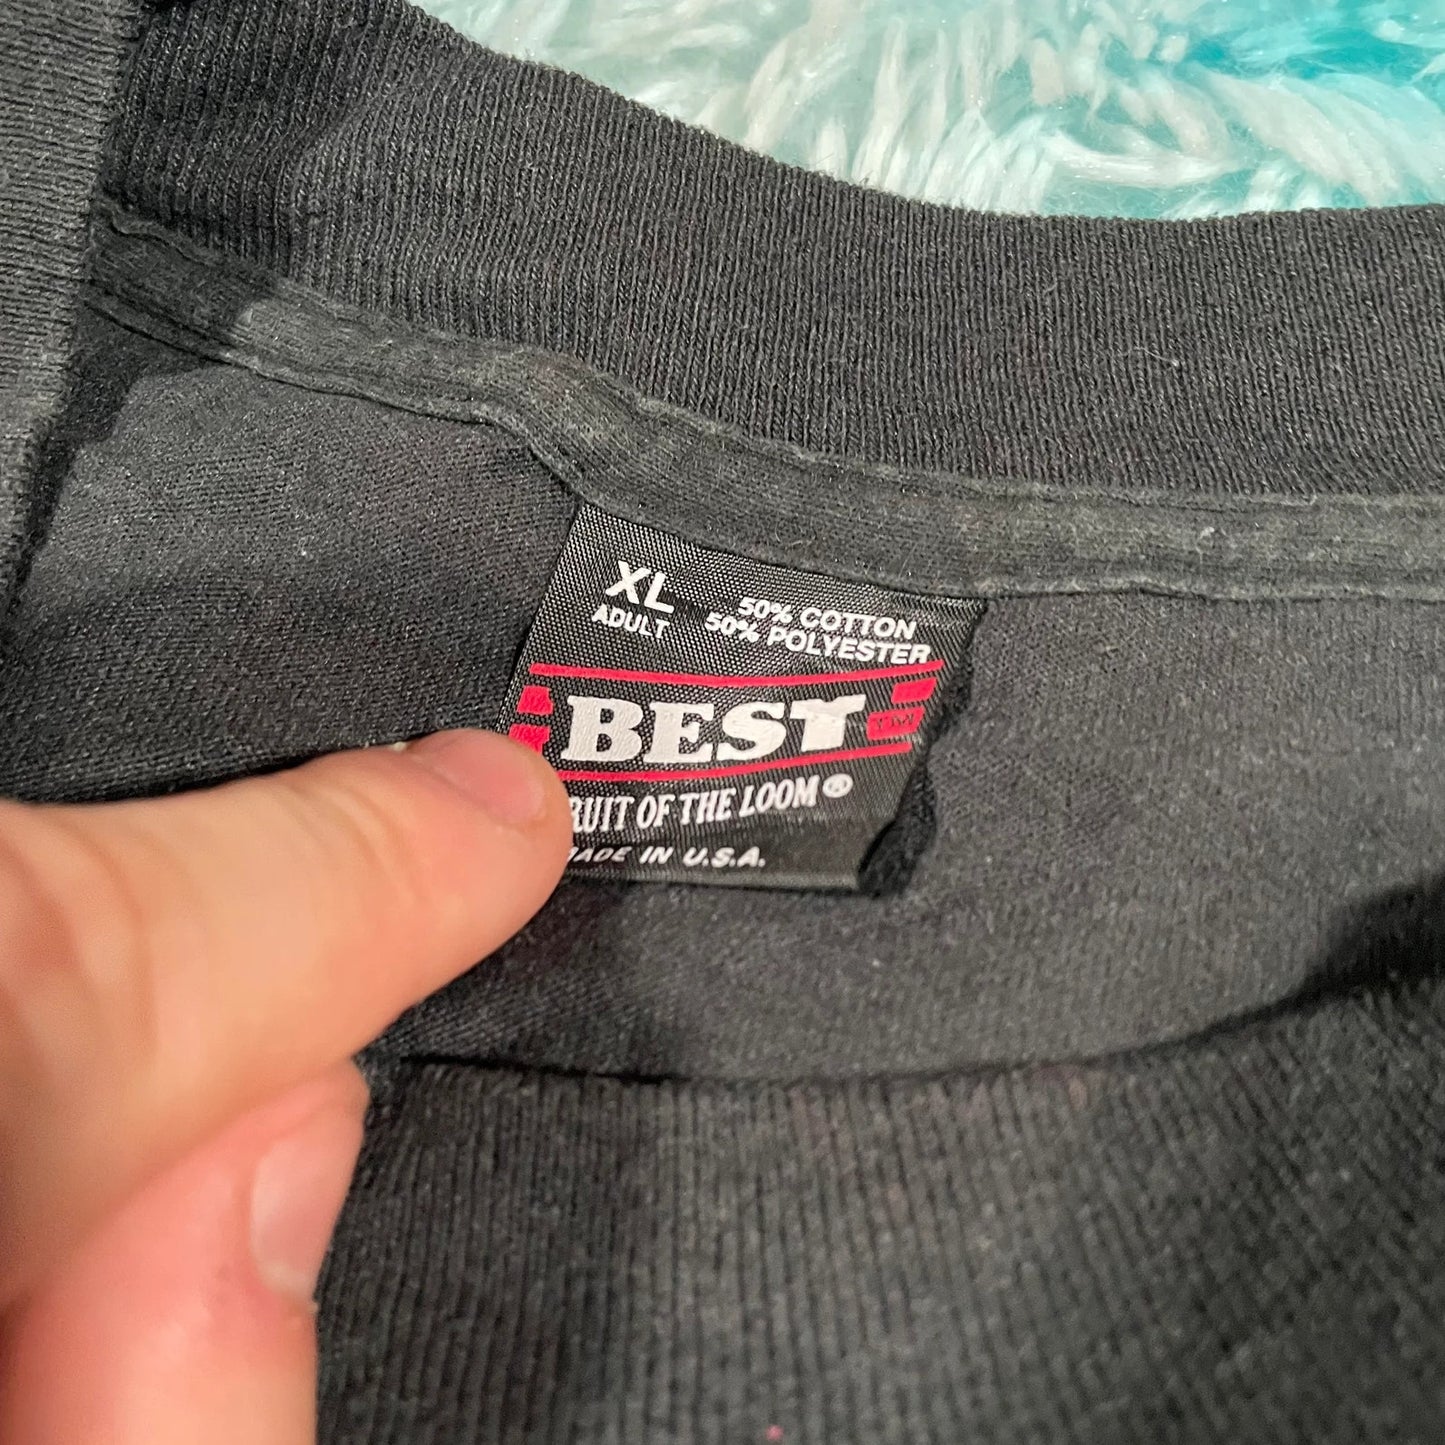 XL
ADULT
50% COTTON
50% POLYESTER
BEST
TM
RUIT OF THE LOOM®
ADE IN U.S.A.